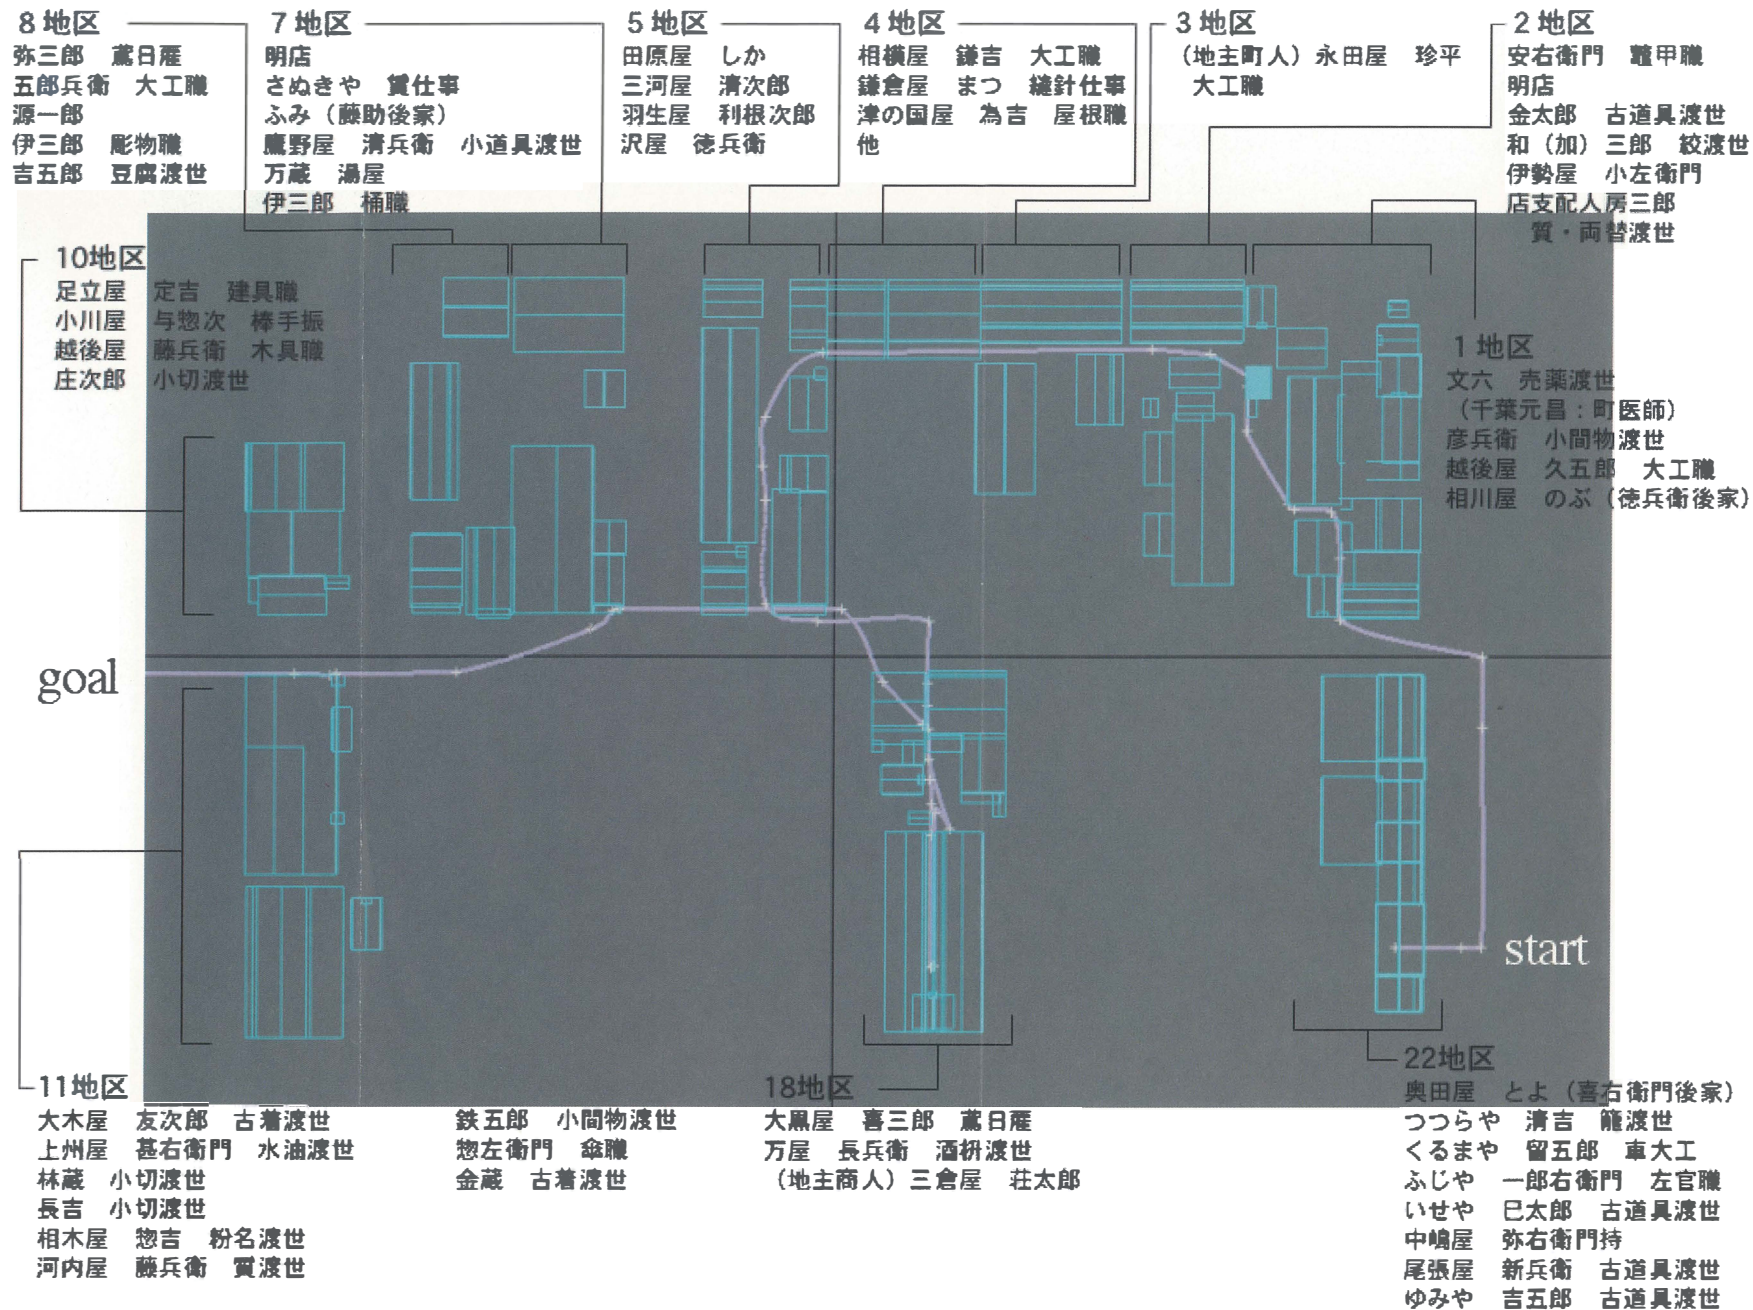 8地区
弥三郎　鳶日雇
五郎兵衛　大工職
源一郎
伊三郎　彫物職
吉五郎　豆腐渡世
7地区
明店
さぬきや　賃仕事
ふみ（藤助後家）
鷹野屋　清兵衛　小道具渡世
万蔵　湯屋
伊三郎　桶職
5地区
田原屋　しか
三河屋　清次郎
羽生屋　利根次郎
沢屋　徳兵衛
4地区
相模屋　鎌吉　大工職
鎌倉屋　まつ　縫針仕事
津の国屋　為吉　屋根職
他
3地区
（地主町人）永田屋　珍平
大工職
2地区
安右衛門　鼈甲職
明店
金太郎　古道具渡世
和（加）三郎　紋渡世
伊勢屋　小左衛門
店支配人房三郎
質・両替渡世
10地区
足立屋　定吉　建具職
小川屋　与惣次　棒手振
越後屋　藤兵衛　木具職
庄次郎　小切渡世
1地区
文六　売薬渡世
（千葉元昌：町医師）
彦兵衛　小間物渡世
越後屋　久五郎　大工職
相川屋　のぶ（徳兵衛後家）
goal
start
11地区
大木屋　友次郎　古着渡世
上州屋　甚右衛門　水油渡世
林蔵　小切渡世
長吉　小切渡世
相木屋　惣吉　粉名渡世
河内屋　藤兵衛　質渡世
鉄五郎　小間物渡世
惣左衛門　傘職
金蔵　古着渡世
18地区
大黒屋　喜三郎　鳶日雇
万屋　長兵衛　酒枡渡世
（地主商人）三倉屋　荘太郎
22地区
奥田屋　とよ（喜右衛門後家）
つつらや　清吉　籠渡世
くるまや　留五郎　車大工
ふじや　一郎右衛門　左官職
いせや　巳太郎　古道具渡世
中嶋屋　弥右衛門持
尾張屋　新兵衛　古道具渡世
ゆみや　吉五郎　古道具渡世